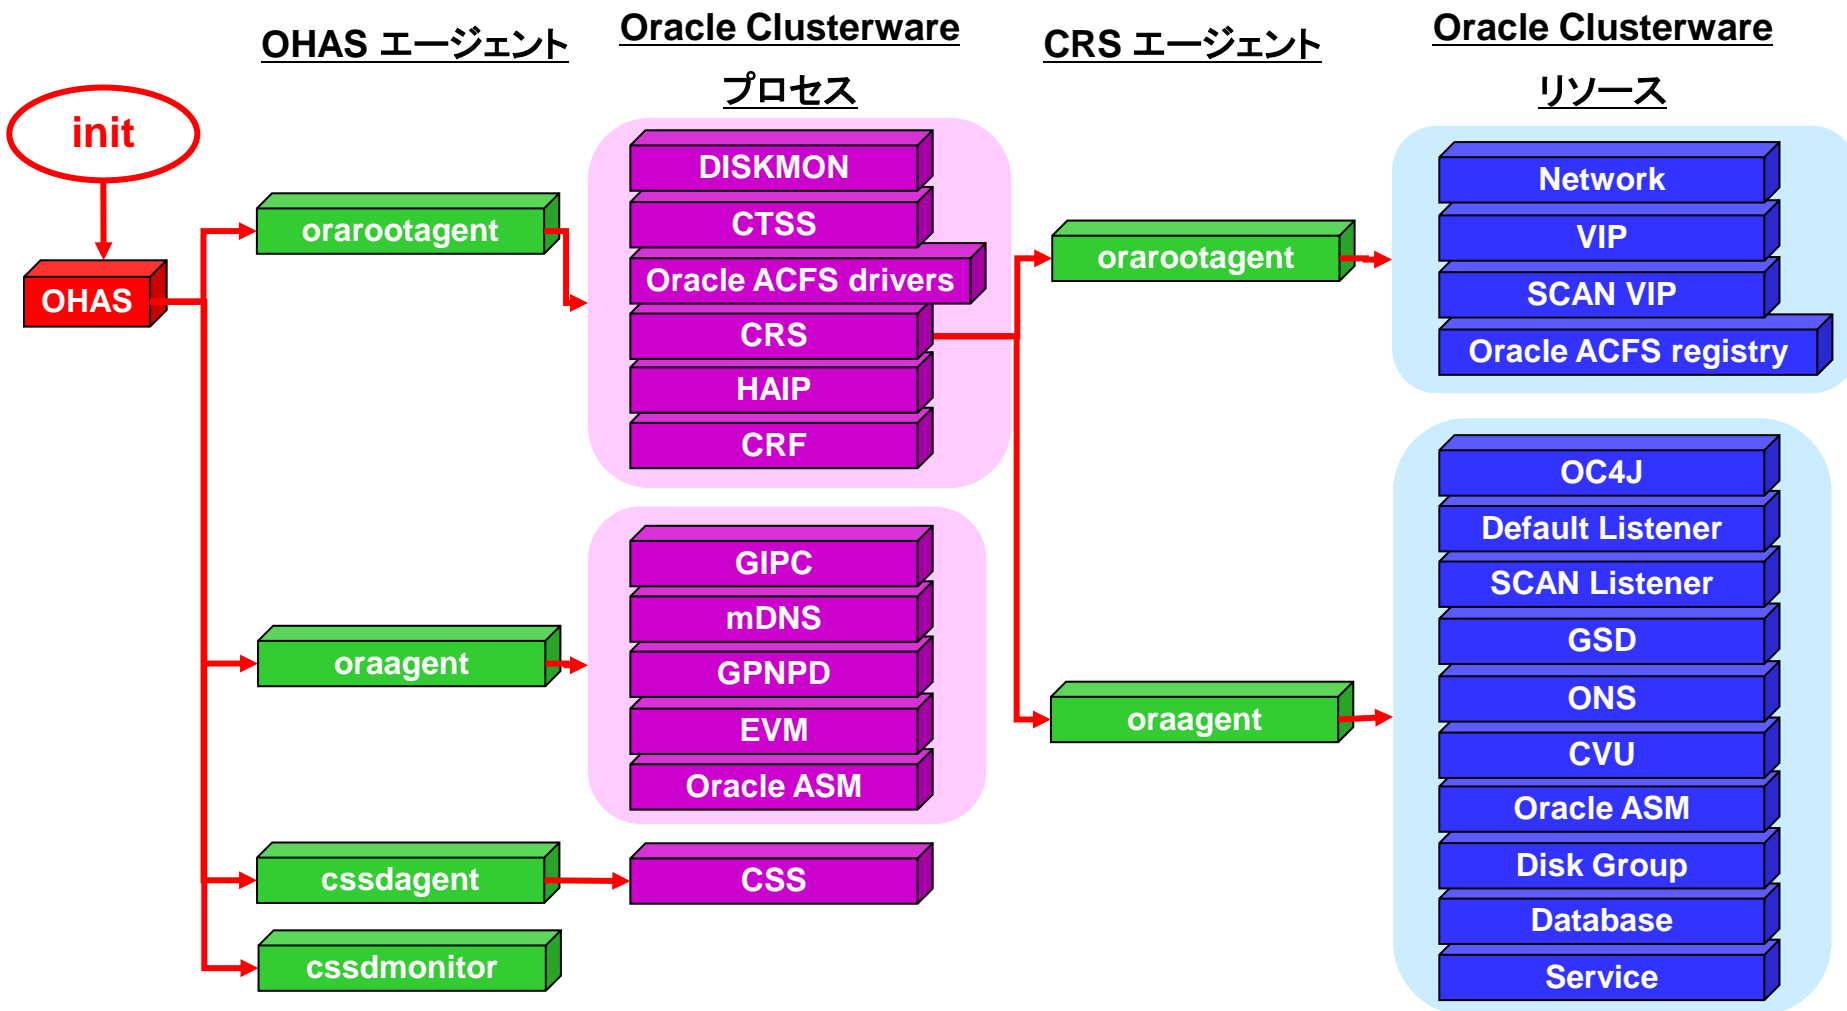 OHAS エージェント
Oracle Clusterware
プロセス
CRS エージェント
Oracle Clusterware
リソース
init
OHAS
orarootagent
oraagent
cssdagent
cssdmonitor
DISKMON
CTSS
Oracle ACFS drivers
CRS
HAIP
CRF
GIPC
mDNS
GPNPD
EVM
Oracle ASM
CSS
orarootagent
oraagent
Network
VIP
SCAN VIP
Oracle ACFS registry
OC4J
Default Listener
SCAN Listener
GSD
ONS
CVU
Oracle ASM
Disk Group
Database
Service